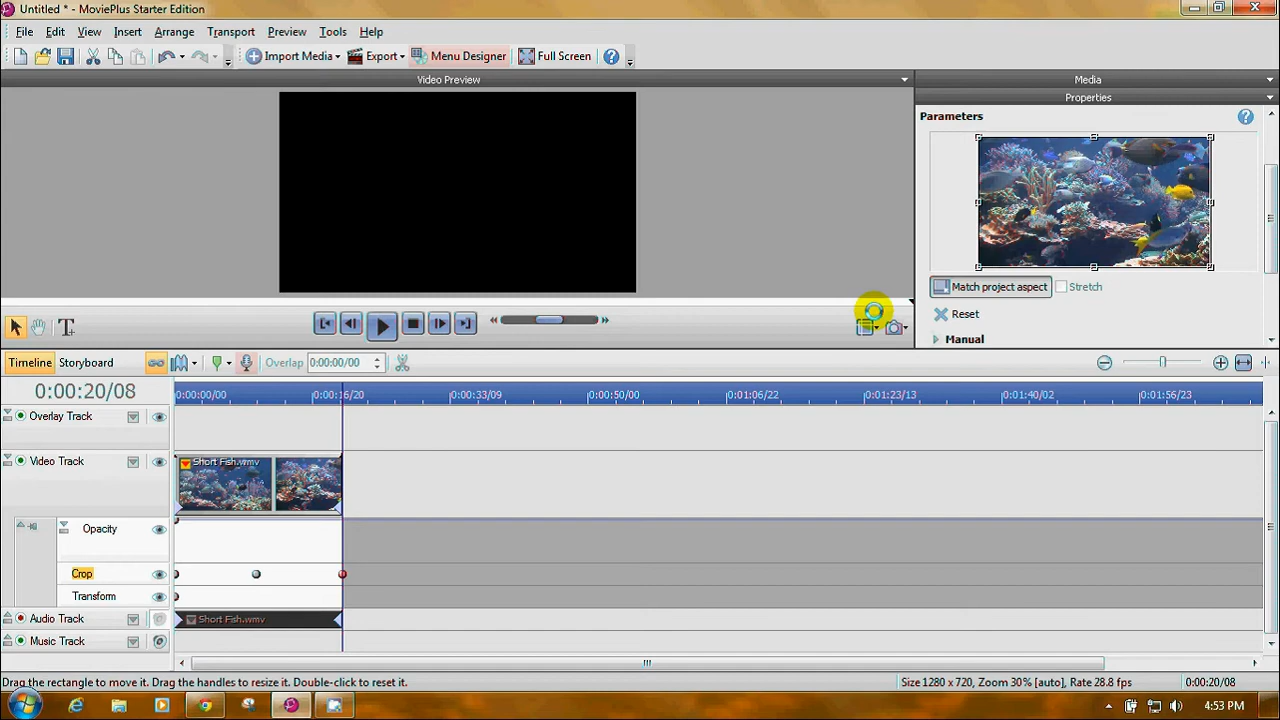 Untitled * - MoviePlus Starter Edition
File Edit View Insert Arrange Transport Preview Tools Help
Import Media Export Menu Designer Full Screen
Video Preview
Media
Properties
Parameters
Match project aspect Stretch
Reset
Manual
Timeline Storyboard Overlap 0:00:00/00
0:00:20/08 0:00:00/00 0:00:16/20 0:00:33/09 0:00:50/00 0:01:06/22 0:01:23/13 0:01:40/02 0:01:56/23
Overlay Track
Video Track Short Fish.wmv
Opacity
Crop
Transform
Audio Track Short Fish.wmv
Music Track
Drag the rectangle to move it. Drag the handles to resize it. Double-click to reset it. Size 1280 x 720, Zoom 30% [auto], Rate 28.8 fps 0:00:20/08
4:53 PM